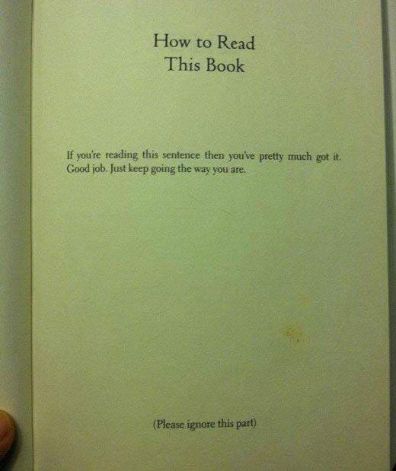 How to Read
This Book
If you're reading this sentence then you've pretty much got it.
Good job. Just keep going the way you are.
(Please ignore this part)